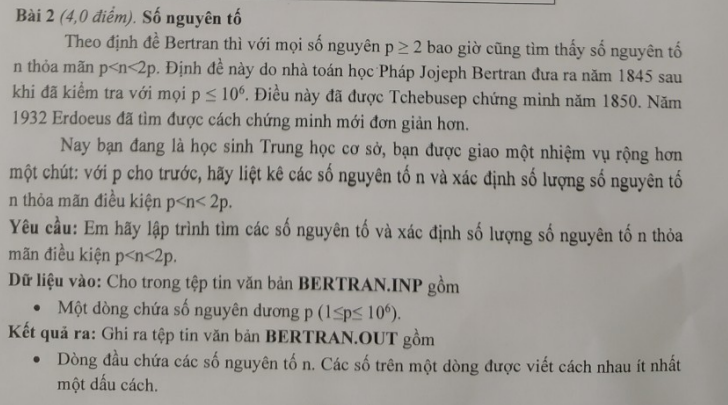 Bài 2 (4,0 điểm). Số nguyên tố
Theo định đề Bertran thì với mọi số nguyên p ≥ 2 bao giờ cũng tìm thấy số nguyên tố
n thỏa mãn p<n<2p. Định đề này do nhà toán học Pháp Jojeph Bertran đưa ra năm 1845 sau
khi đã kiểm tra với mọi p ≤ 10⁶. Điều này đã được Tchebusep chứng minh năm 1850. Năm
1932 Erdoeus đã tìm được cách chứng minh mới đơn giản hơn.
Nay bạn đang là học sinh Trung học cơ sở, bạn được giao một nhiệm vụ rộng hơn
một chút: với p cho trước, hãy liệt kê các số nguyên tố n và xác định số lượng số nguyên tố
n thỏa mãn điều kiện p<n< 2p.
Yêu cầu: Em hãy lập trình tìm các số nguyên tố và xác định số lượng số nguyên tố n thỏa
mãn điều kiện p<n<2p.
Dữ liệu vào: Cho trong tệp tin văn bản BERTRAN.INP gồm
• Một dòng chứa số nguyên dương p (1≤p≤ 10⁶).
Kết quả ra: Ghi ra tệp tin văn bản BERTRAN.OUT gồm
• Dòng đầu chứa các số nguyên tố n. Các số trên một dòng được viết cách nhau ít nhất
một dấu cách.